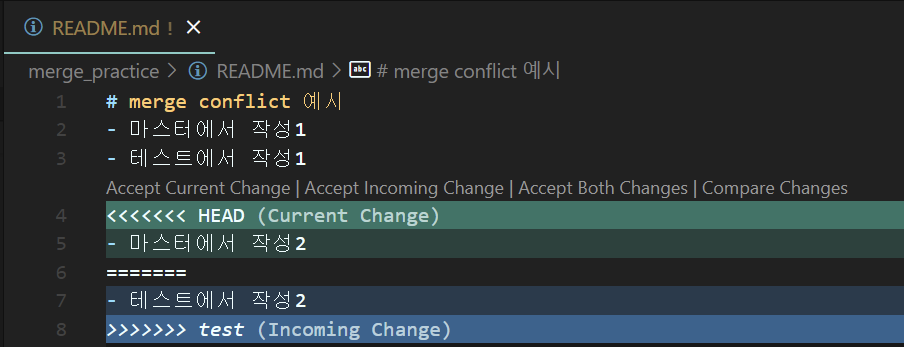 README.md !
merge_practice > README.md > # merge conflict 예시
1 # merge conflict 예시
2 - 마스터에서 작성1
3 - 테스트에서 작성1
Accept Current Change | Accept Incoming Change | Accept Both Changes | Compare Changes
4 <<<<<<< HEAD (Current Change)
5 - 마스터에서 작성2
6 =======
7 - 테스트에서 작성2
8 >>>>>>> test (Incoming Change)